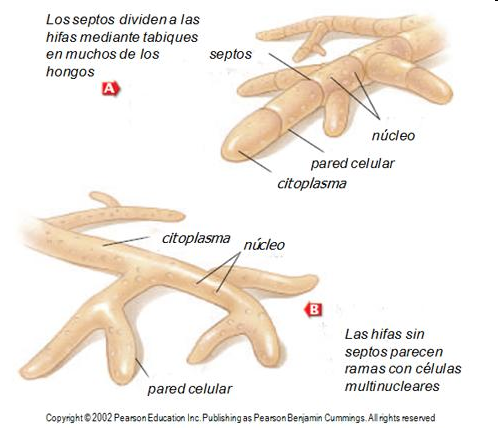 Los septos dividen a las
hifas mediante tabiques
en muchos de los
hongos
A
septos
núcleo
pared celular
citoplasma
citoplasma
núcleo
B
Las hifas sin
septos parecen
ramas con células
multinucleares
pared celular
Copyright © 2002 Pearson Education Inc. Publishing as Pearson Benjamin Cummings. All rights reserved